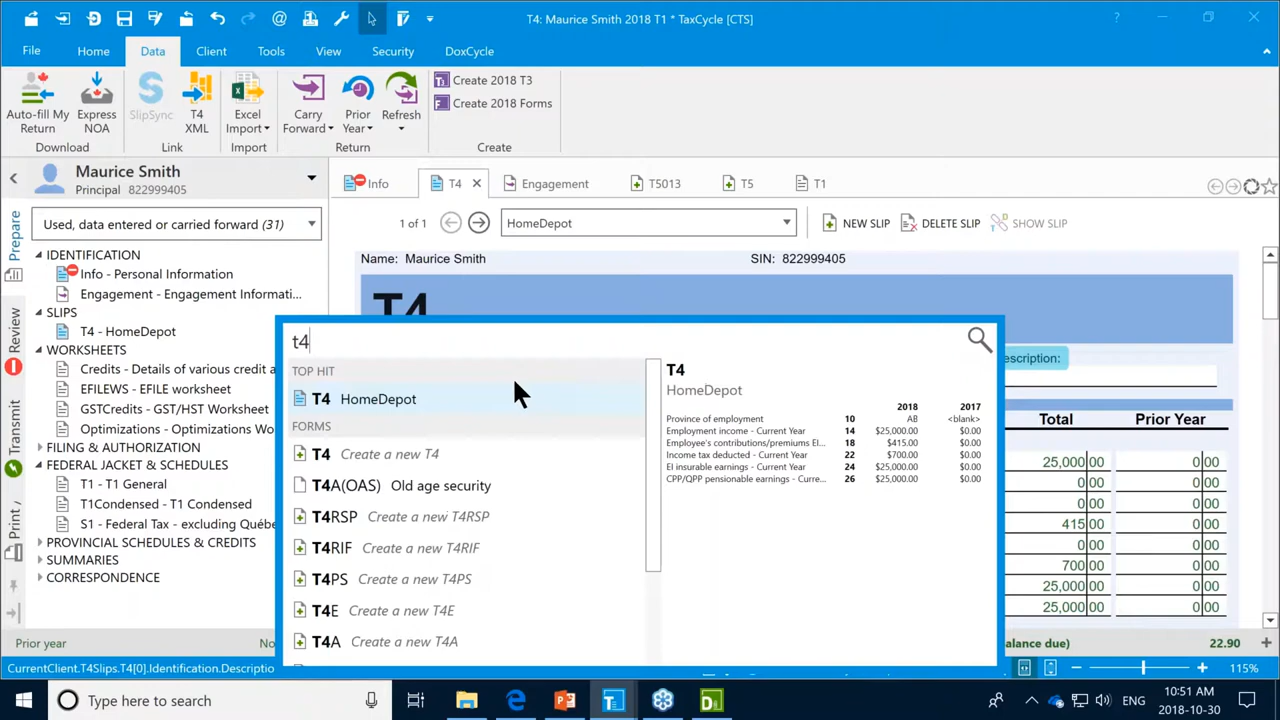 T4: Maurice Smith 2018 T1 * TaxCycle [CTS]
File Home Data Client Tools View Security DoxCycle
Auto-fill My Return
Express NOA
SlipSync
T4 XML
Excel Import
Carry Forward
Prior Year
Refresh
Create 2018 T3
Create 2018 Forms
Download Link Import Return Create
Maurice Smith
Principal 822999405
Info T4 Engagement T5013 T5 T1
Used, data entered or carried forward (31)
1 of 1 HomeDepot NEW SLIP DELETE SLIP SHOW SLIP
Prepare
Review
Transmit
Print
IDENTIFICATION
Info - Personal Information
Engagement - Engagement Informati...
SLIPS
T4 - HomeDepot
WORKSHEETS
Credits - Details of various credit a
EFILEWS - EFILE worksheet
GSTCredits - GST/HST Worksheet
Optimizations - Optimizations Wo
FILING & AUTHORIZATION
FEDERAL JACKET & SCHEDULES
T1 - T1 General
T1Condensed - T1 Condensed
S1 - Federal Tax - excluding Québe
PROVINCIAL SCHEDULES & CREDITS
SUMMARIES
CORRESPONDENCE
Name: Maurice Smith SIN: 822999405
T4
escription:
Total Prior Year
25,000 00 0 00
0 00 0 00
0 00 0 00
415 00 0 00
0 00 0 00
700 00 0 00
25,000 00 0 00
25,000 00 0 00
t4
TOP HIT
T4 HomeDepot
FORMS
T4 Create a new T4
T4A(OAS) Old age security
T4RSP Create a new T4RSP
T4RIF Create a new T4RIF
T4PS Create a new T4PS
T4E Create a new T4E
T4A Create a new T4A
T4
HomeDepot
2018 2017
Province of employment 10 AB <blank>
Employment income - Current Year 14 $25,000.00 $0.00
Employee's contributions/premiums EI... 18 $415.00 $0.00
Income tax deducted - Current Year 22 $700.00 $0.00
EI insurable earnings - Current Year 24 $25,000.00 $0.00
CPP/QPP pensionable earnings - Curre... 26 $25,000.00 $0.00
Prior year No alance due) 22.90
CurrentClient.T4Slips.T4[0].Identification.Descriptio 115%
Type here to search
ENG
10:51 AM
2018-10-30